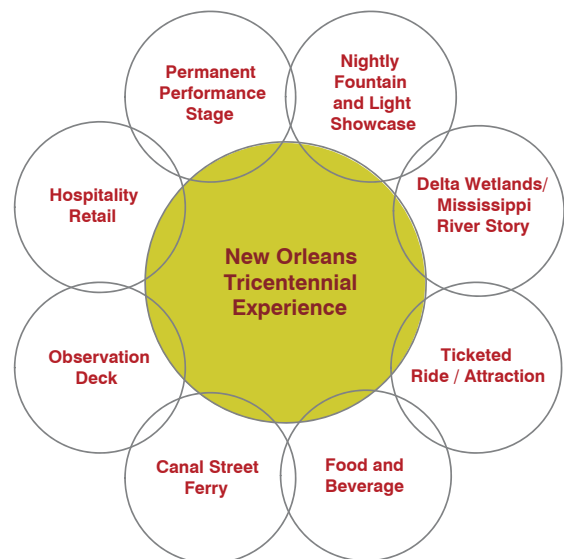 Permanent
Performance
Stage
Nightly
Fountain
and Light
Showcase
Hospitality
Retail
Delta Wetlands/
Mississippi
River Story
New Orleans
Tricentennial
Experience
Observation
Deck
Ticketed
Ride / Attraction
Canal Street
Ferry
Food and
Beverage